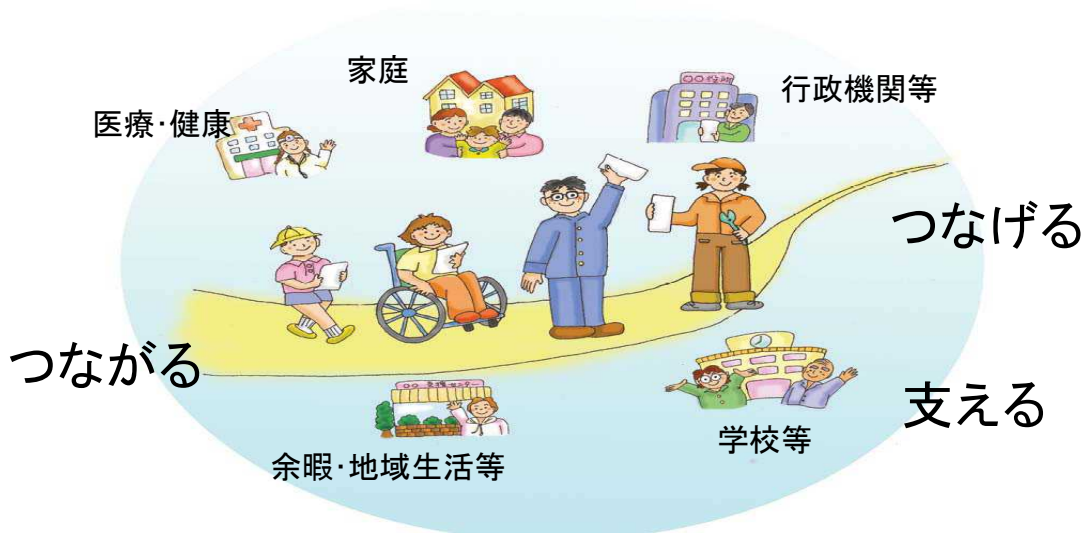 家庭
行政機関等
医療・健康
つなげる
つながる
支える
学校等
余暇・地域生活等